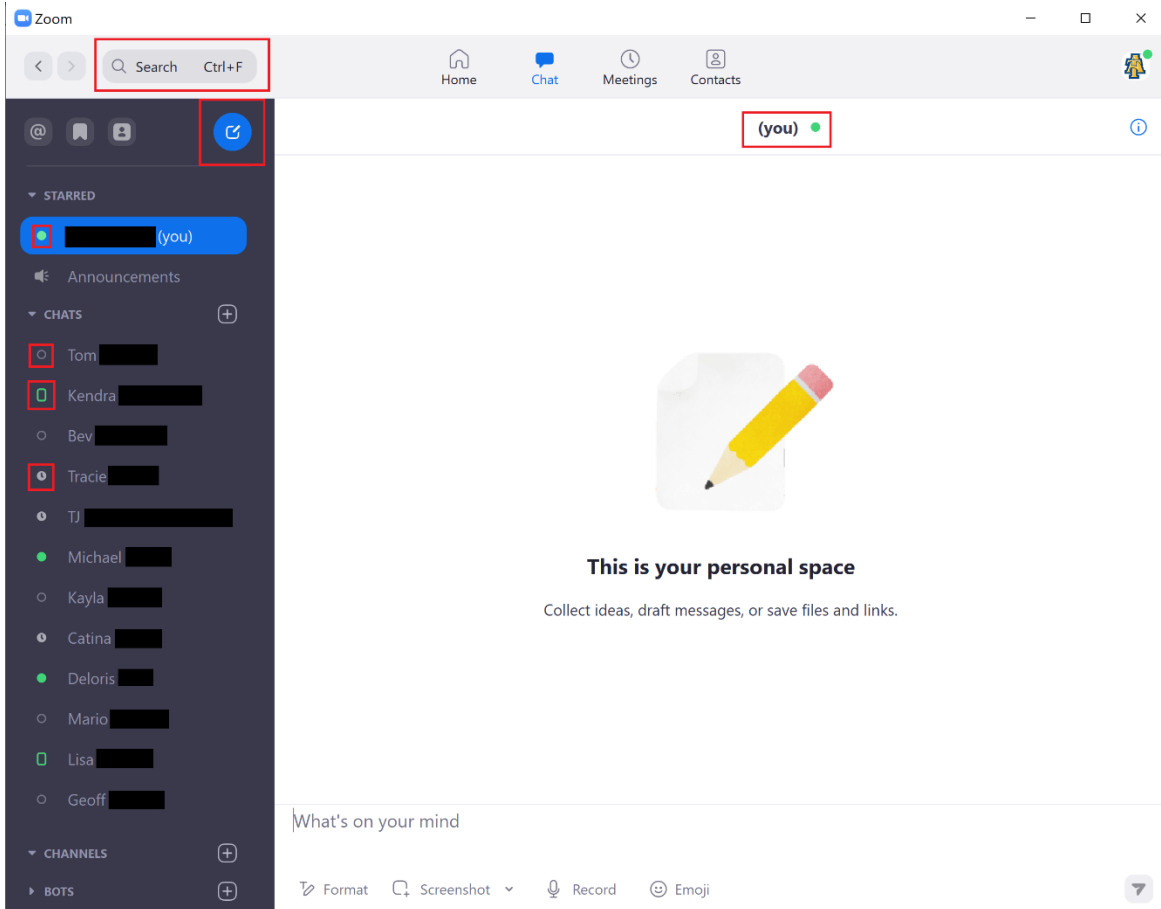 Zoom
Search Ctrl+F
Home Chat Meetings Contacts
@
(you)
STARRED
(you)
Announcements
CHATS
Tom
Kendra
Bev
Tracie
TJ
Michael
Kayla
Catina
Deloris
Mario
Lisa
Geoff
CHANNELS
BOTS
This is your personal space
Collect ideas, draft messages, or save files and links.
What's on your mind
Format Screenshot Record Emoji